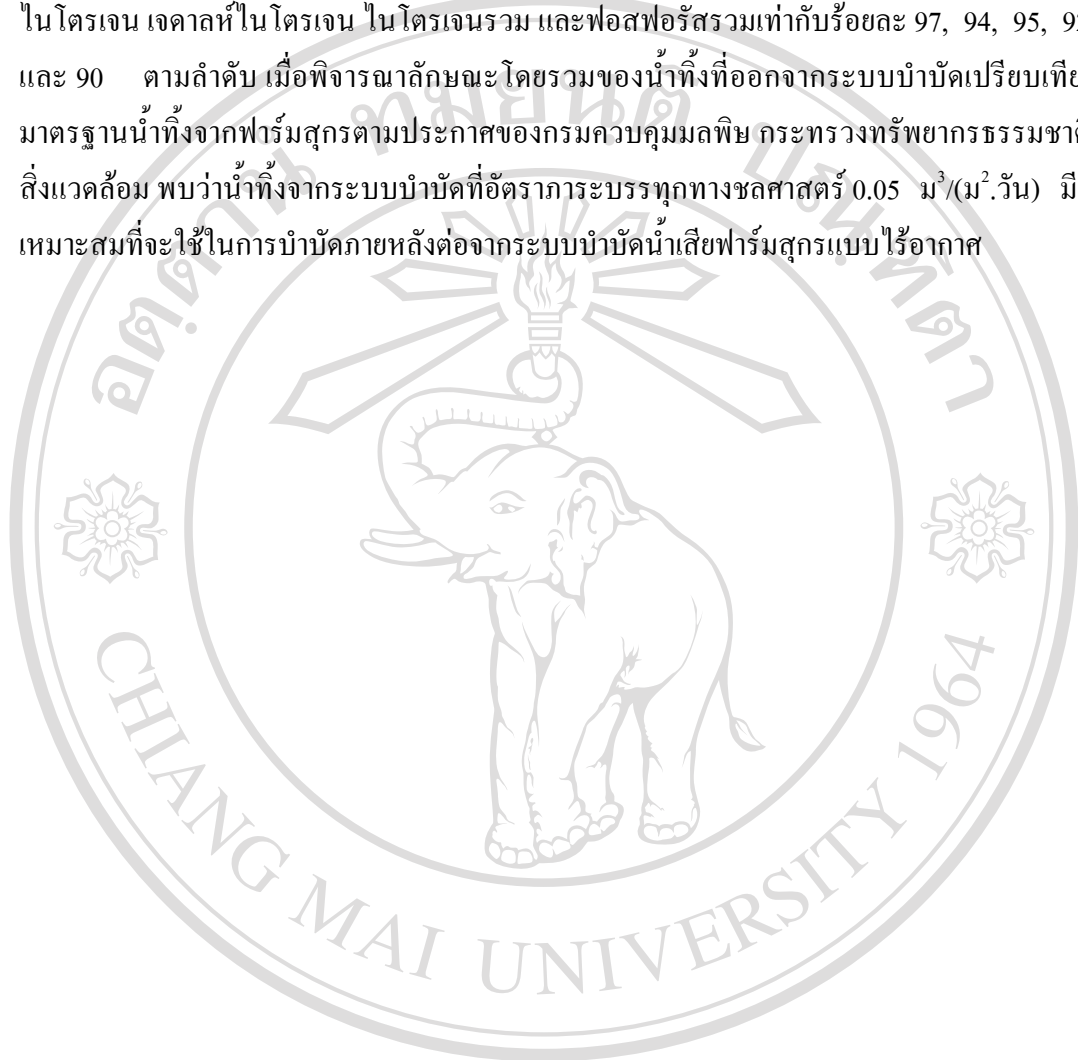 ไนโตรเจน เจดาลห์ไนโตรเจน ไนโตรเจนรวม และฟอสฟอรัสรวมเท่ากับร้อยละ 97, 94, 95,
และ 90 ตามลำดับ เมื่อพิจารณาลักษณะโดยรวมของน้ำทิ้งที่ออกจากระบบบำบัดเปรียบเทีย
มาตรฐานน้ำทิ้งจากฟาร์มสุกรตามประกาศของกรมควบคุมมลพิษ กระทรวงทรัพยากรธรรมชาติ
สิ่งแวดล้อม พบว่าน้ำทิ้งจากระบบบำบัดที่อัตราภาระบรรทุกทางชลศาสตร์ 0.05 ม³/(ม².วัน) มี
เหมาะสมที่จะใช้ในการบำบัดภายหลังต่อจากระบบบำบัดน้ำเสียฟาร์มสุกรแบบไร้อากาศ
อตฺตานํ ทมยนฺติ ปณฺฑิตา
CHIANG MAI UNIVERSITY 1964